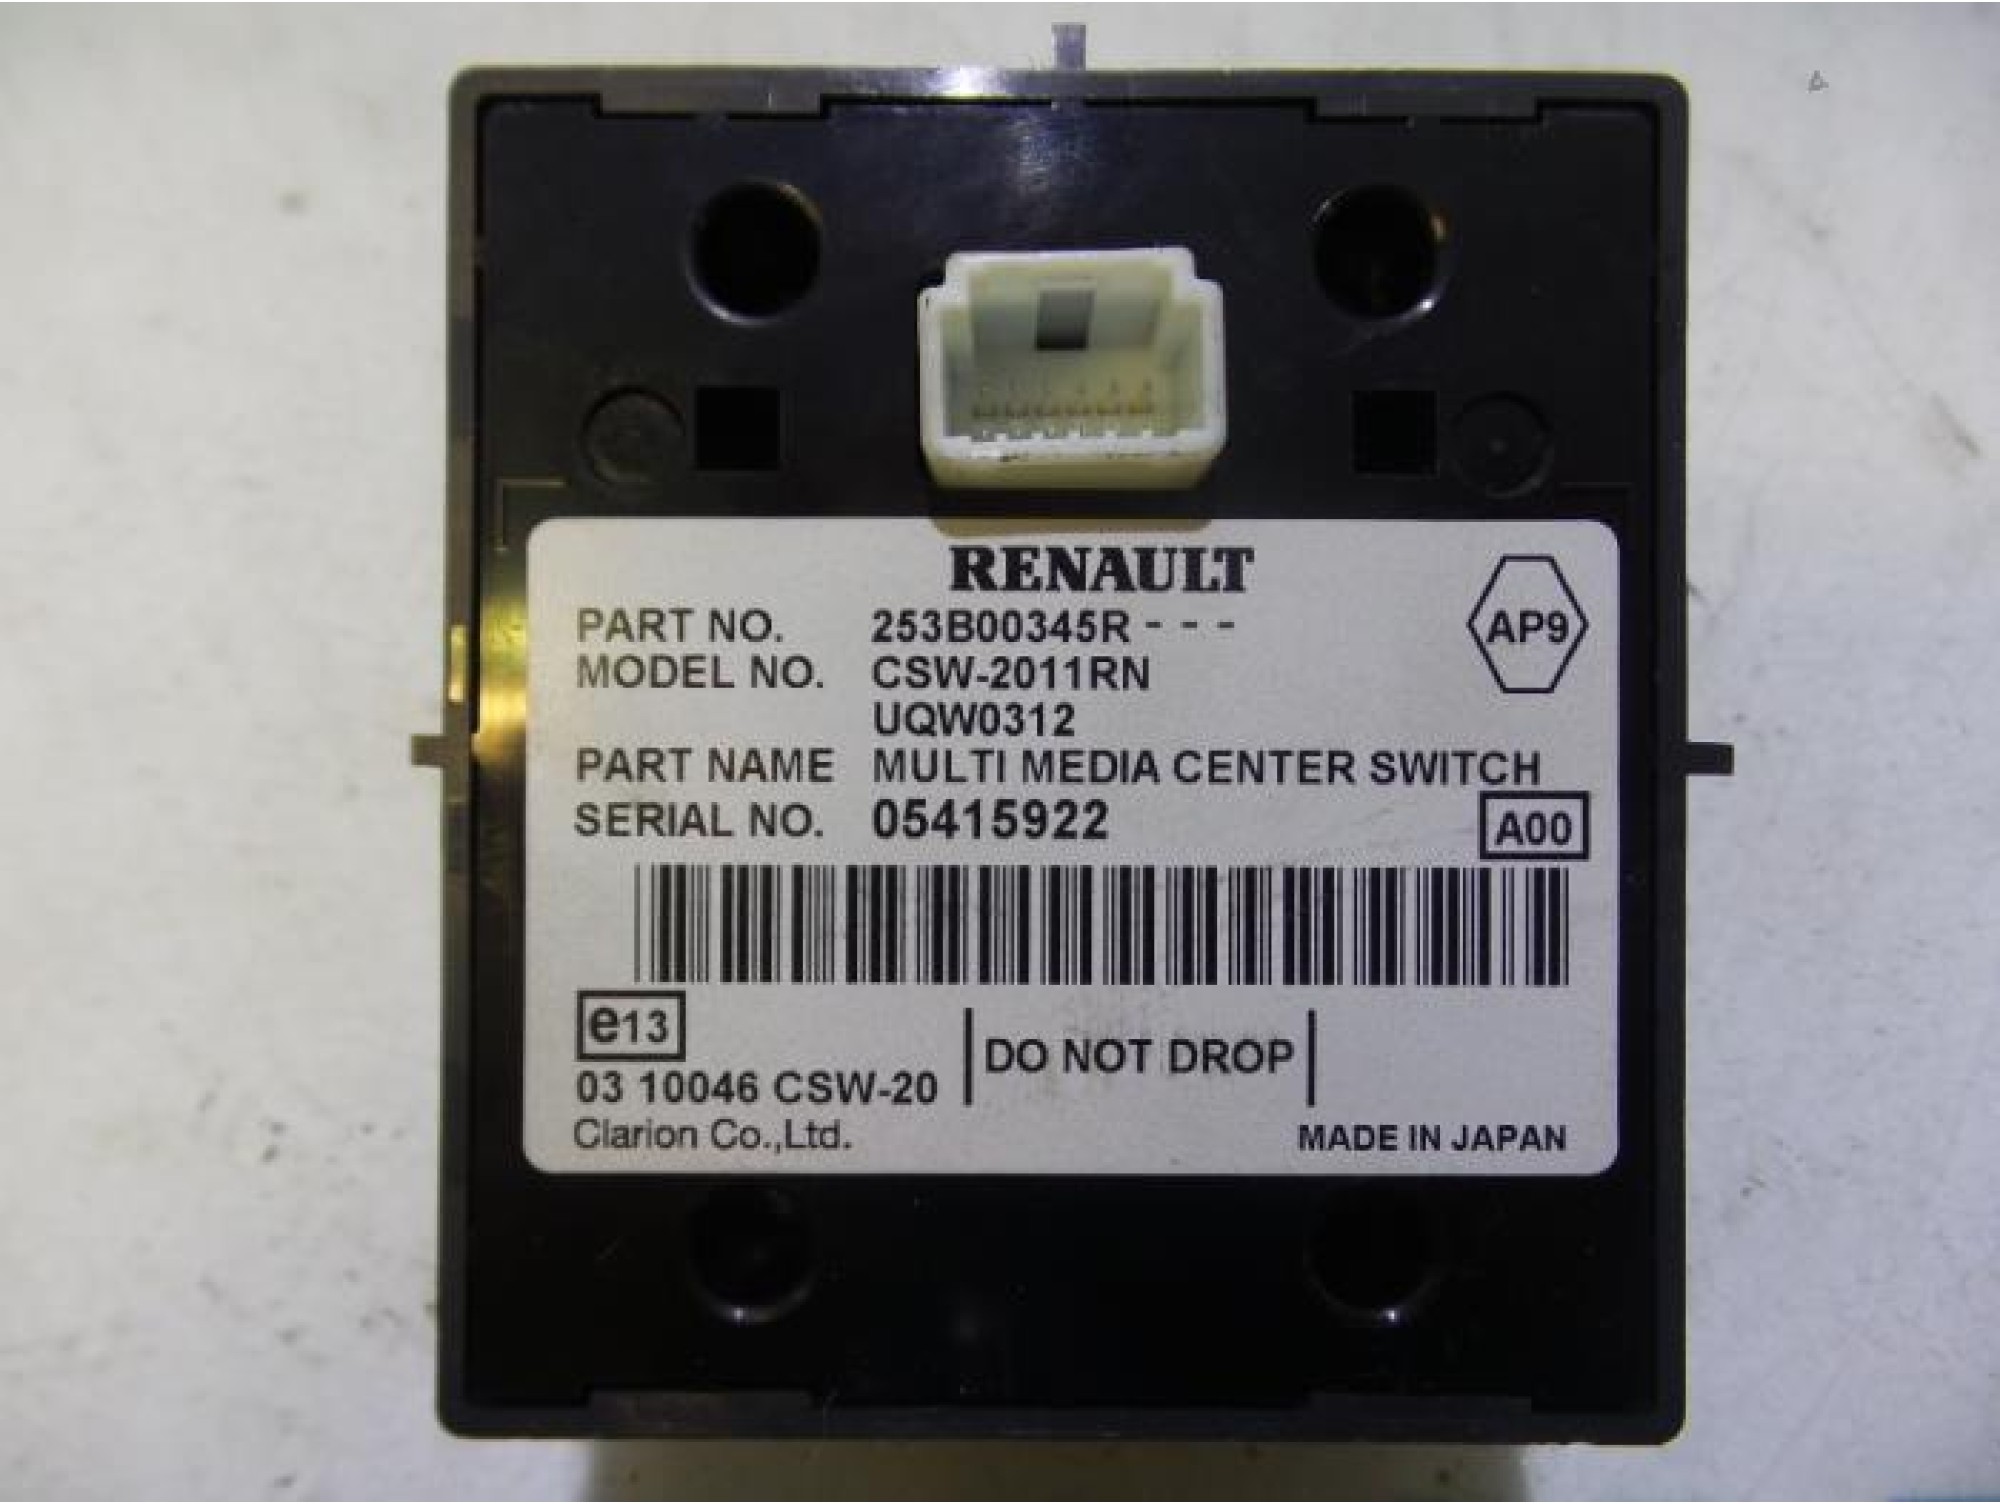 RENAULT
PART NO. 253B00345R - - -
AP9
MODEL NO. CSW-2011RN
UQW0312
PART NAME MULTI MEDIA CENTER SWITCH
SERIAL NO. 05415922
A00
e13
03 10046 CSW-20
DO NOT DROP
Clarion Co.,Ltd.
MADE IN JAPAN